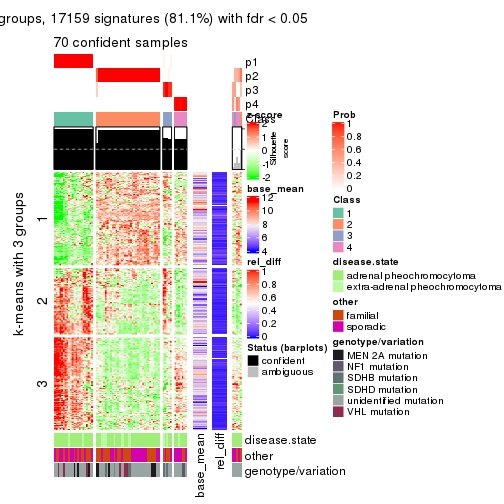 groups, 17159 signatures (81.1%) with fdr < 0.05
70 confident samples
p1
p2
p3
p4
Class
Silhouette
score
k-means with 3 groups
1
2
3
disease.state
other
genotype/variation
base_mean
rel_diff
z-score
2
1
0
-1
-2
base_mean
12
10
8
6
4
rel_diff
1
0.8
0.6
0.4
0.2
0
Status (barplots)
confident
ambiguous
Prob
1
0.8
0.6
0.4
0.2
0
Class
1
2
3
4
disease.state
adrenal pheochromocytoma
extra-adrenal pheochromocytoma
other
familial
sporadic
genotype/variation
MEN 2A mutation
NF1 mutation
SDHB mutation
SDHD mutation
unidentified mutation
VHL mutation